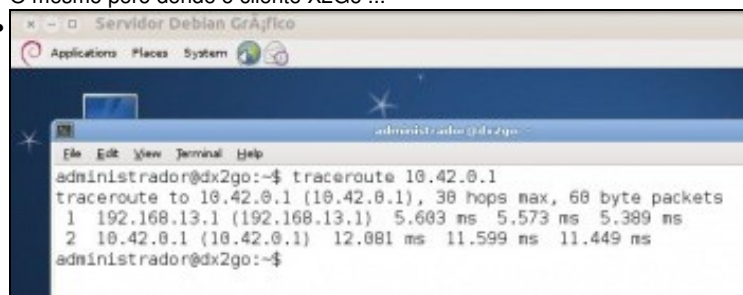 O mesmo pero dende o cliente X2Go ...
Servidor Debian GrÃ¡fico
Applications Places System
administrador@dx2go: ~
File Edit View Terminal Help
administrador@dx2go:~$ traceroute 10.42.0.1
traceroute to 10.42.0.1 (10.42.0.1), 30 hops max, 60 byte packets
1 192.168.13.1 (192.168.13.1) 5.603 ms 5.573 ms 5.389 ms
2 10.42.0.1 (10.42.0.1) 12.081 ms 11.599 ms 11.449 ms
administrador@dx2go:~$